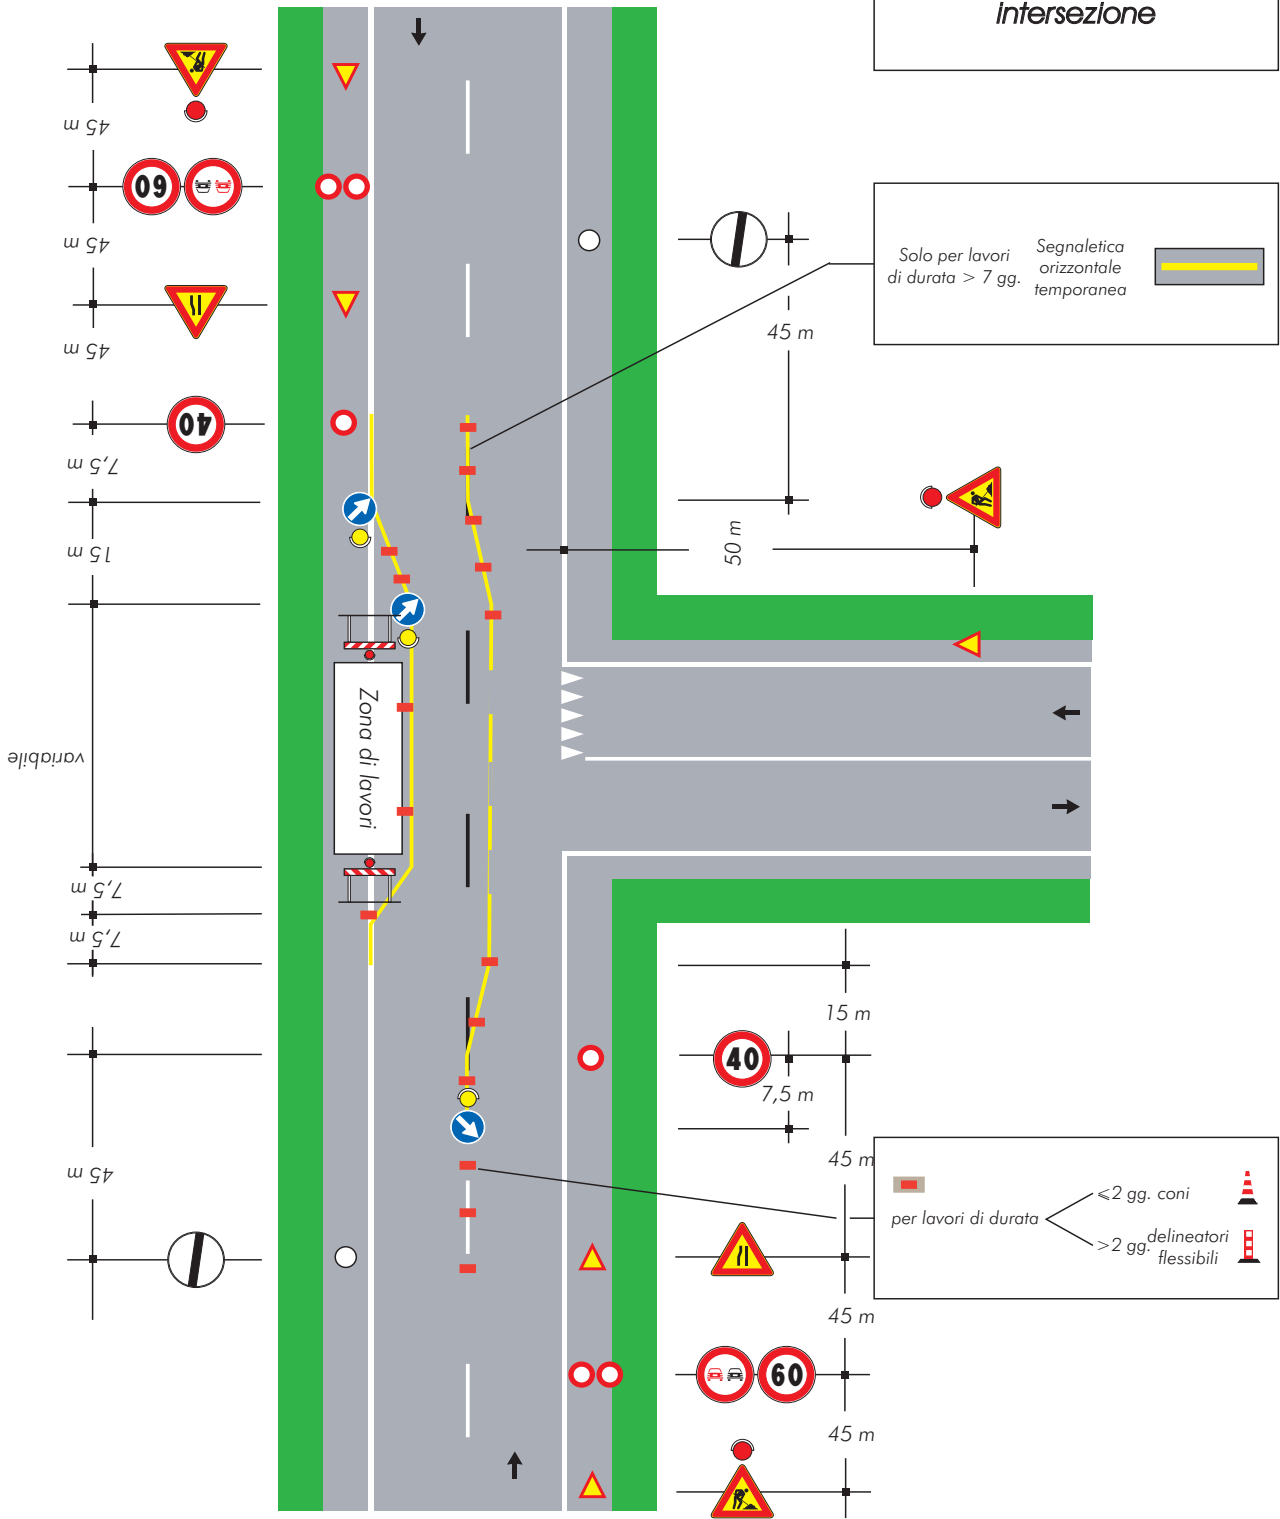 intersezione
45 m
60
45 m
45 m
40
7,5 m
15 m
variabile
7,5 m
7,5 m
45 m
Zona di lavori
45 m
50 m
Solo per lavori
di durata > 7 gg.
Segnaletica
orizzontale
temporanea
15 m
40
7,5 m
45 m
45 m
60
45 m
per lavori di durata
⩽2 gg. coni
>2 gg. delineatori
flessibili